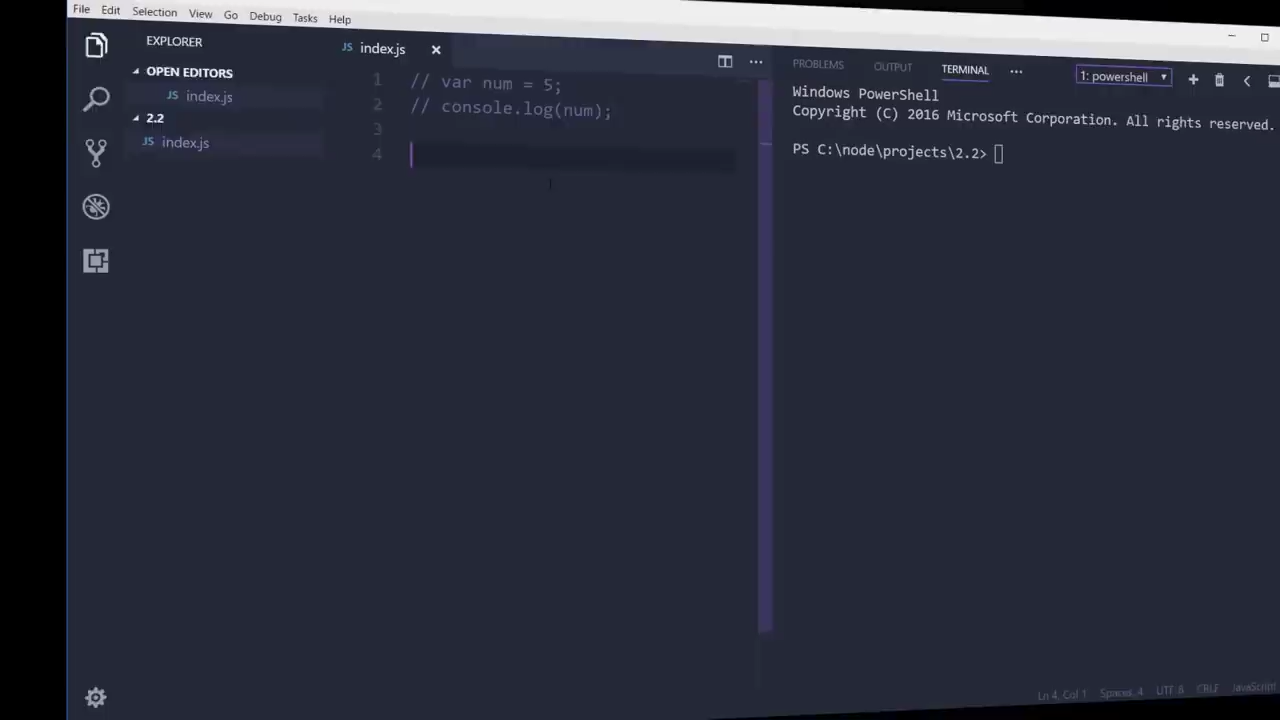 File Edit Selection View Go Debug Tasks Help
EXPLORER
OPEN EDITORS
JS index.js
2.2
JS index.js
JS index.js
1 // var num = 5;
2 // console.log(num);
3
4
PROBLEMS OUTPUT TERMINAL
1: powershell
Windows PowerShell
Copyright (C) 2016 Microsoft Corporation. All rights reserved.
PS C:\node\projects\2.2>
Ln 4, Col 1 Spaces: 4 UTF-8 CRLF JavaScript